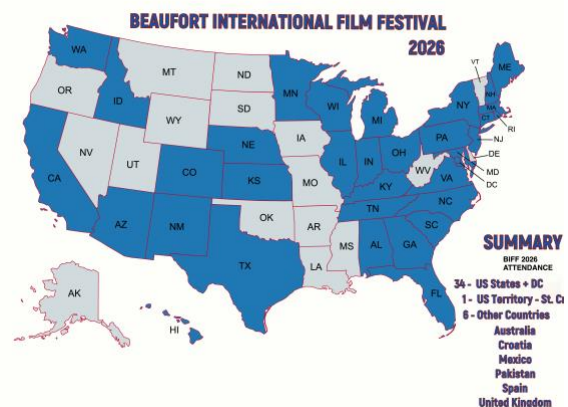 BEAUFORT INTERNATIONAL FILM FESTIVAL
2026
WA
OR
CA
NV
ID
MT
WY
UT
AZ
CO
NM
ND
SD
NE
KS
OK
TX
MN
IA
MO
AR
LA
WI
IL
MI
IN
OH
KY
TN
MS
AL
GA
FL
SC
NC
VA
WV
PA
NY
VT
NH
ME
MA
CT
RI
NJ
DE
MD
DC
AK
HI
SUMMARY
BIFF 2026
ATTENDANCE
34 - US States + DC
1 - US Territory - St.
6 - Other Countries
Australia
Croatia
Mexico
Pakistan
Spain
United Kingdom